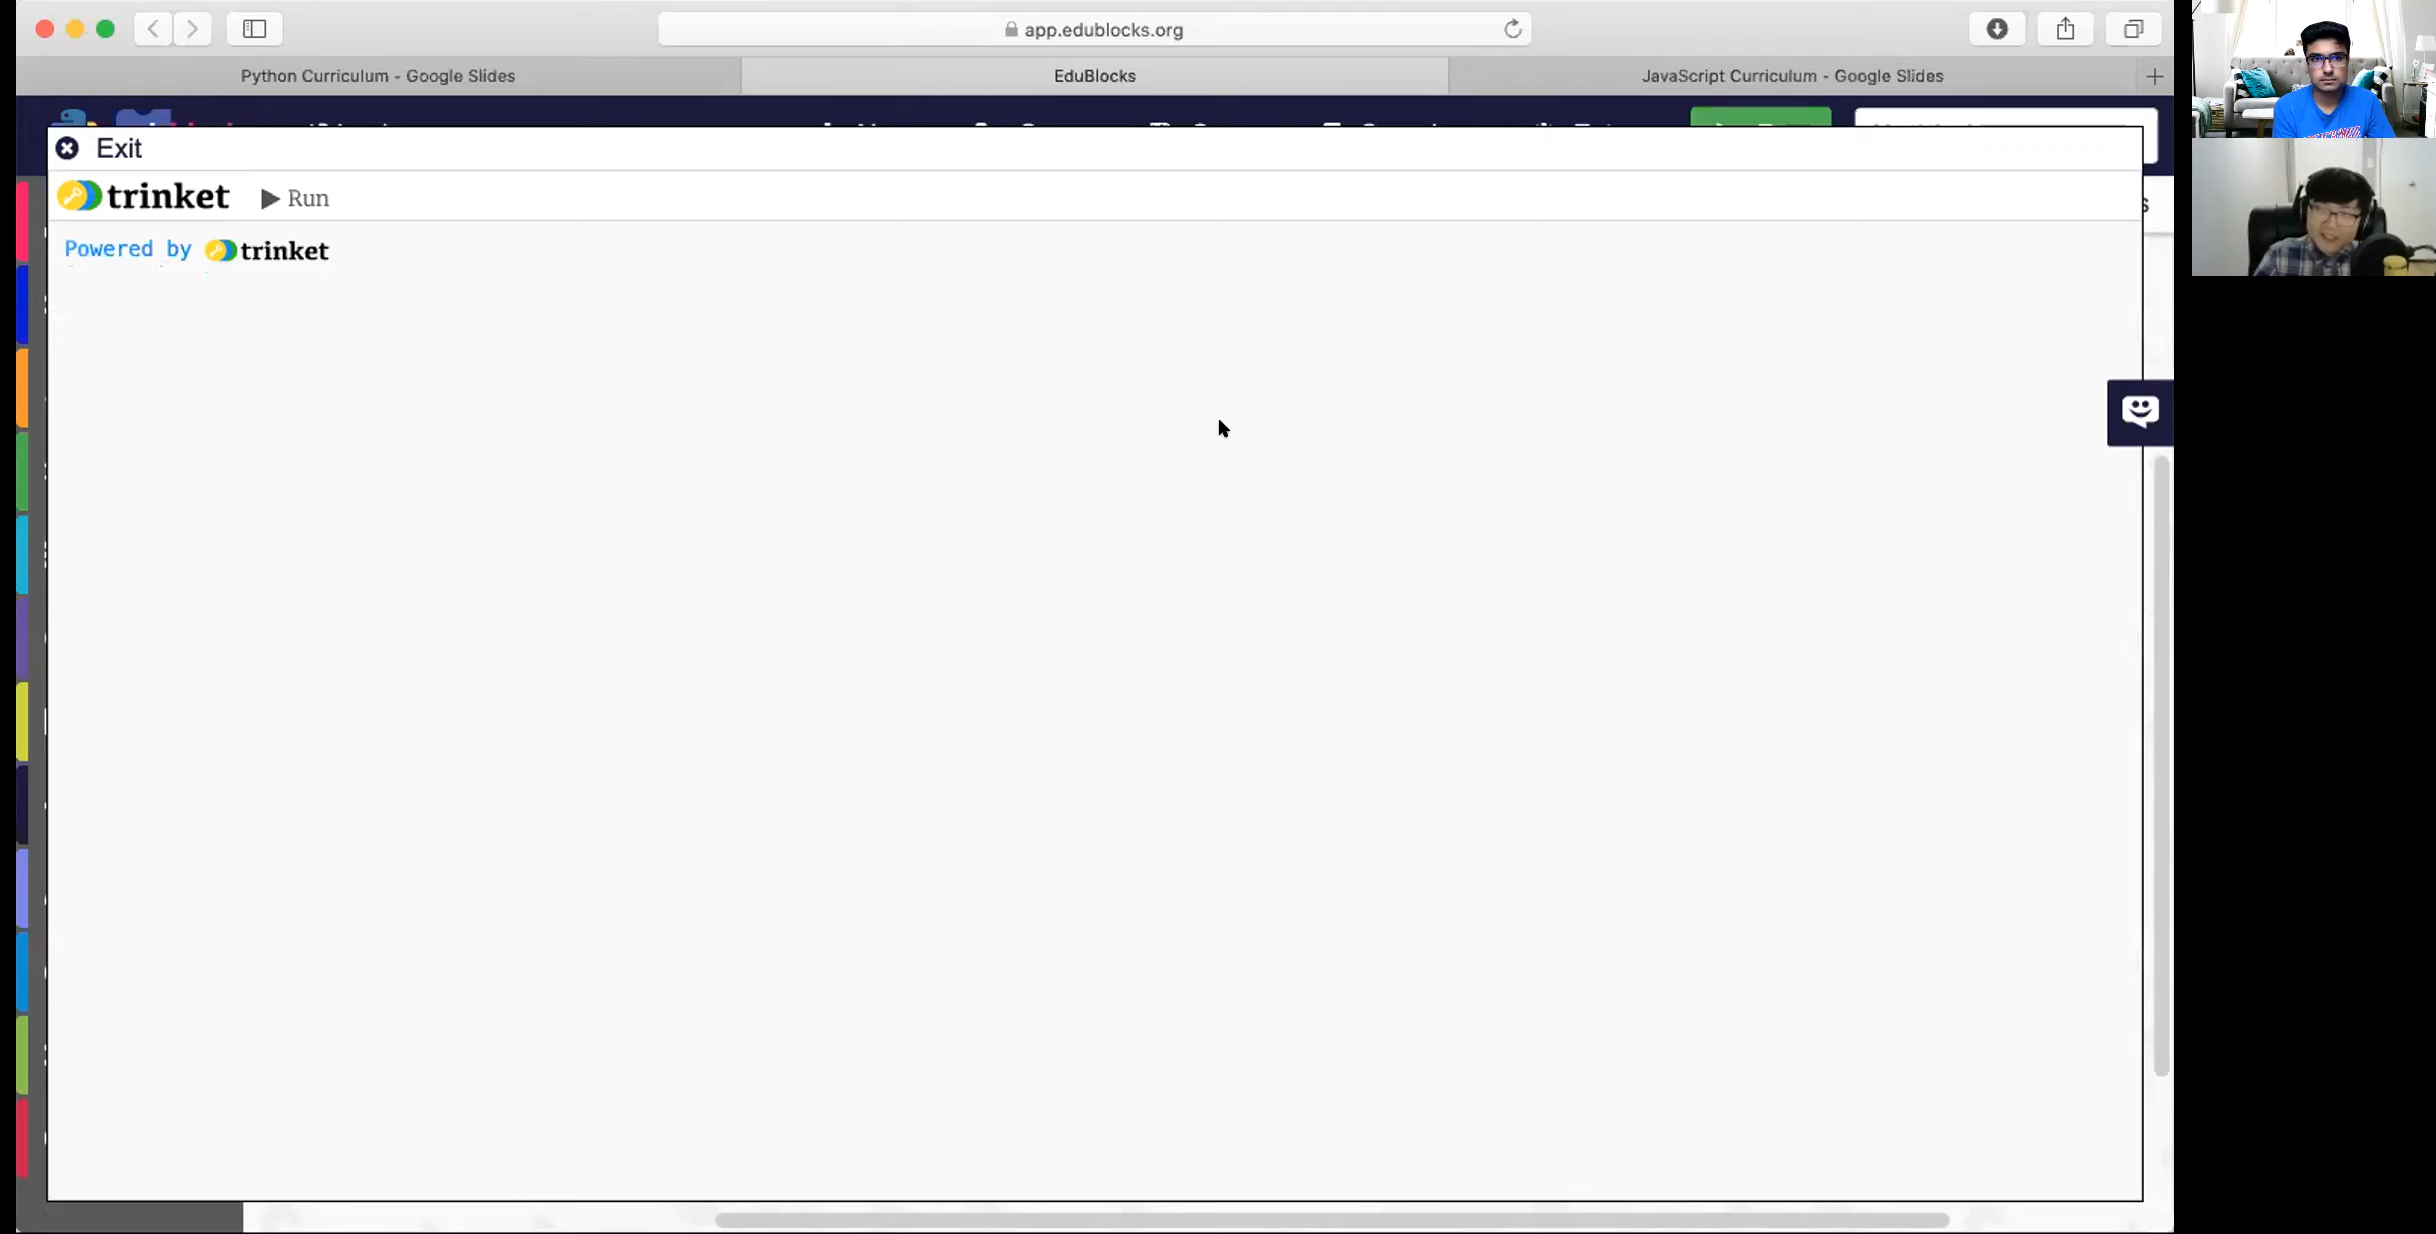 app.edublocks.org
Python Curriculum - Google Slides
EduBlocks
JavaScript Curriculum - Google Slides
Exit
trinket
Run
Powered by trinket